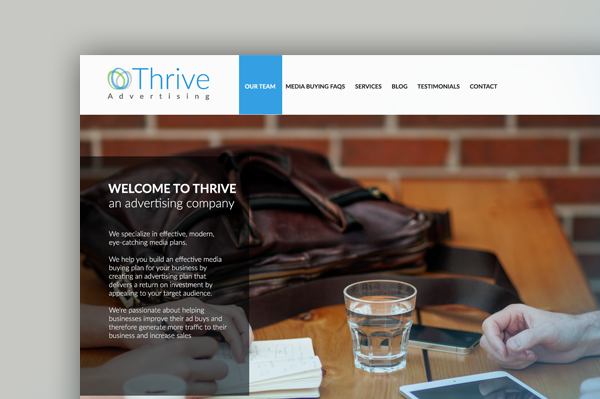 Thrive
Advertising
OUR TEAM MEDIA BUYING FAQS SERVICES BLOG TESTIMONIALS CONTACT
WELCOME TO THRIVE
an advertising company
We specialize in effective, modern,
eye-catching media plans.
We help you build an effective media
buying plan for your business by
creating an advertising plan that
delivers a return on investment by
appealing to your target audience.
We're passionate about helping
businesses improve their ad buys and
therefore generate more traffic to their
business and increase sales